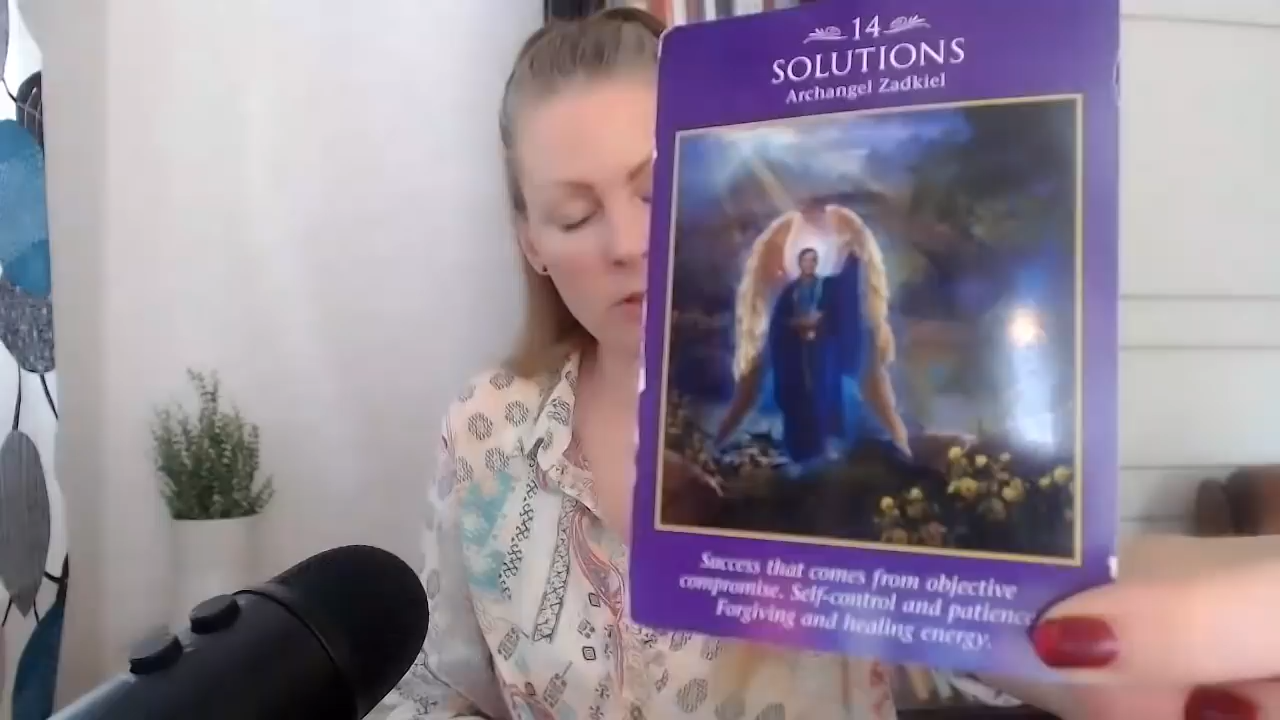 14
SOLUTIONS
Archangel Zadkiel
Success that comes from objective
compromise. Self-control and patience
Forgiving and healing energy.